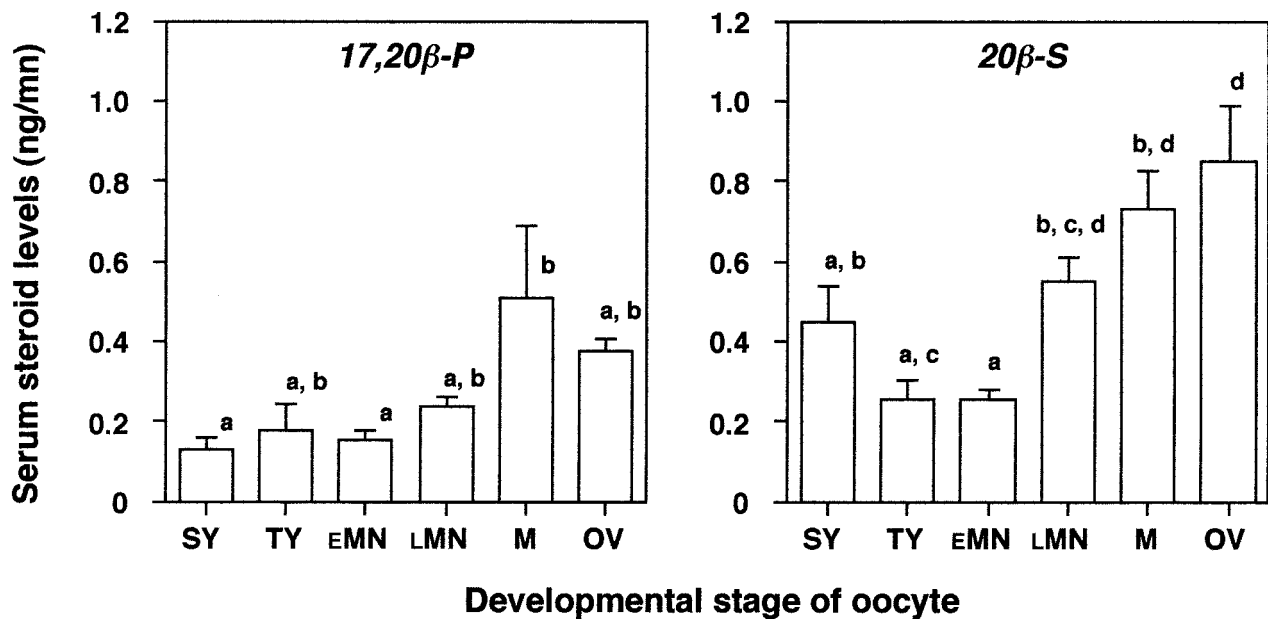 Serum steroid levels (ng/mn)
17,20β-P
1.2
1.0
0.8
0.6
0.4
0.2
0
a
a, b
a
a, b
b
a, b
SY TY EMN LMN M OV
20β-S
1.2
1.0
0.8
0.6
0.4
0.2
0
a, b
a, c
a
b, c, d
b, d
d
SY TY EMN LMN M OV
Developmental stage of oocyte